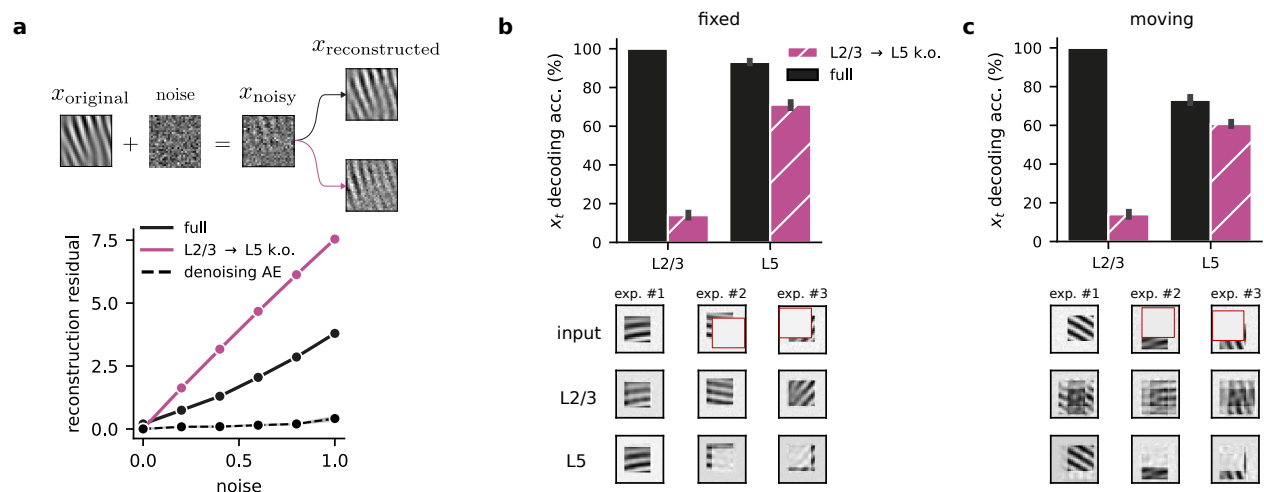 a
x_original + noise = x_noisy
x_reconstructed
full
L2/3 → L5 k.o.
denoising AE
reconstruction residual
7.5
5.0
2.5
0.0
0.0 0.5 1.0
noise
b
fixed
x_t decoding acc. (%)
100
80
60
40
20
0
L2/3 → L5 k.o.
full
L2/3 L5
exp. #1 exp. #2 exp. #3
input
L2/3
L5
c
moving
x_t decoding acc. (%)
100
80
60
40
20
0
L2/3 L5
exp. #1 exp. #2 exp. #3